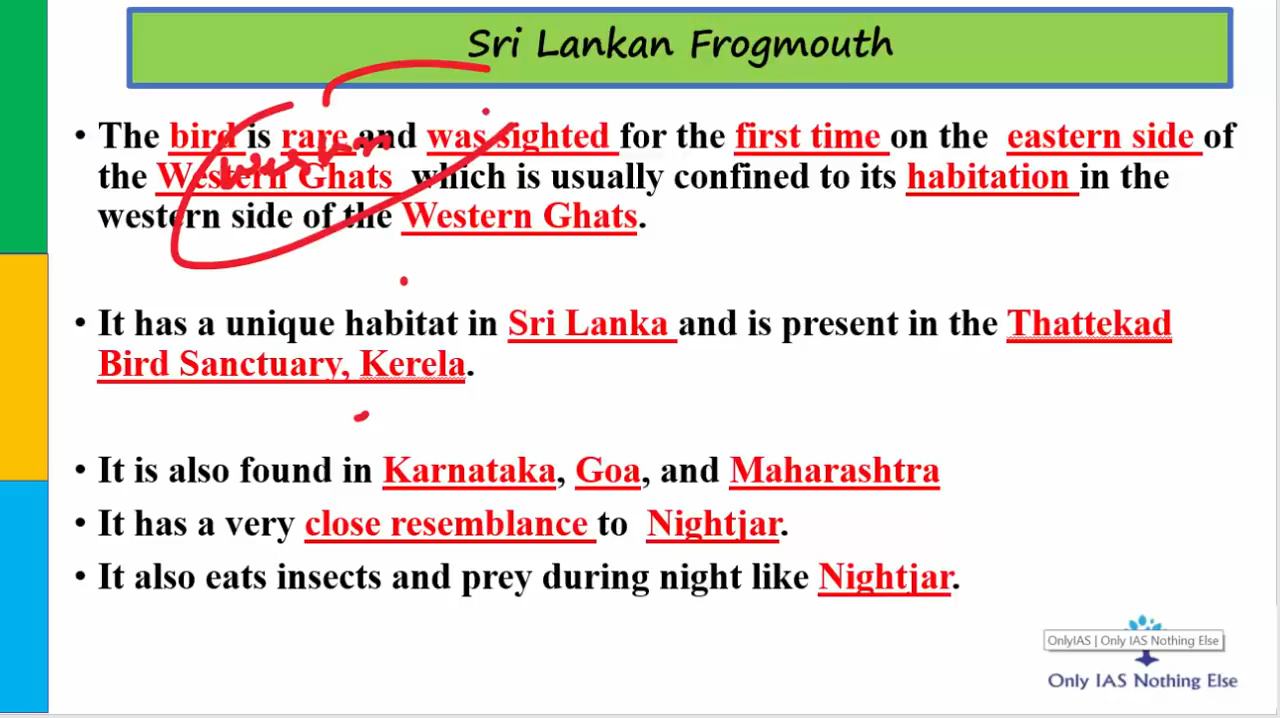 Sri Lankan Frogmouth
• The bird is rare and was sighted for the first time on the eastern side of
the Western Ghats which is usually confined to its habitation in the
western side of the Western Ghats.
• It has a unique habitat in Sri Lanka and is present in the Thattekad
Bird Sanctuary, Kerela.
• It is also found in Karnataka, Goa, and Maharashtra
• It has a very close resemblance to Nightjar.
• It also eats insects and prey during night like Nightjar.
OnlyIAS | Only IAS Nothing Else
Only IAS Nothing Else